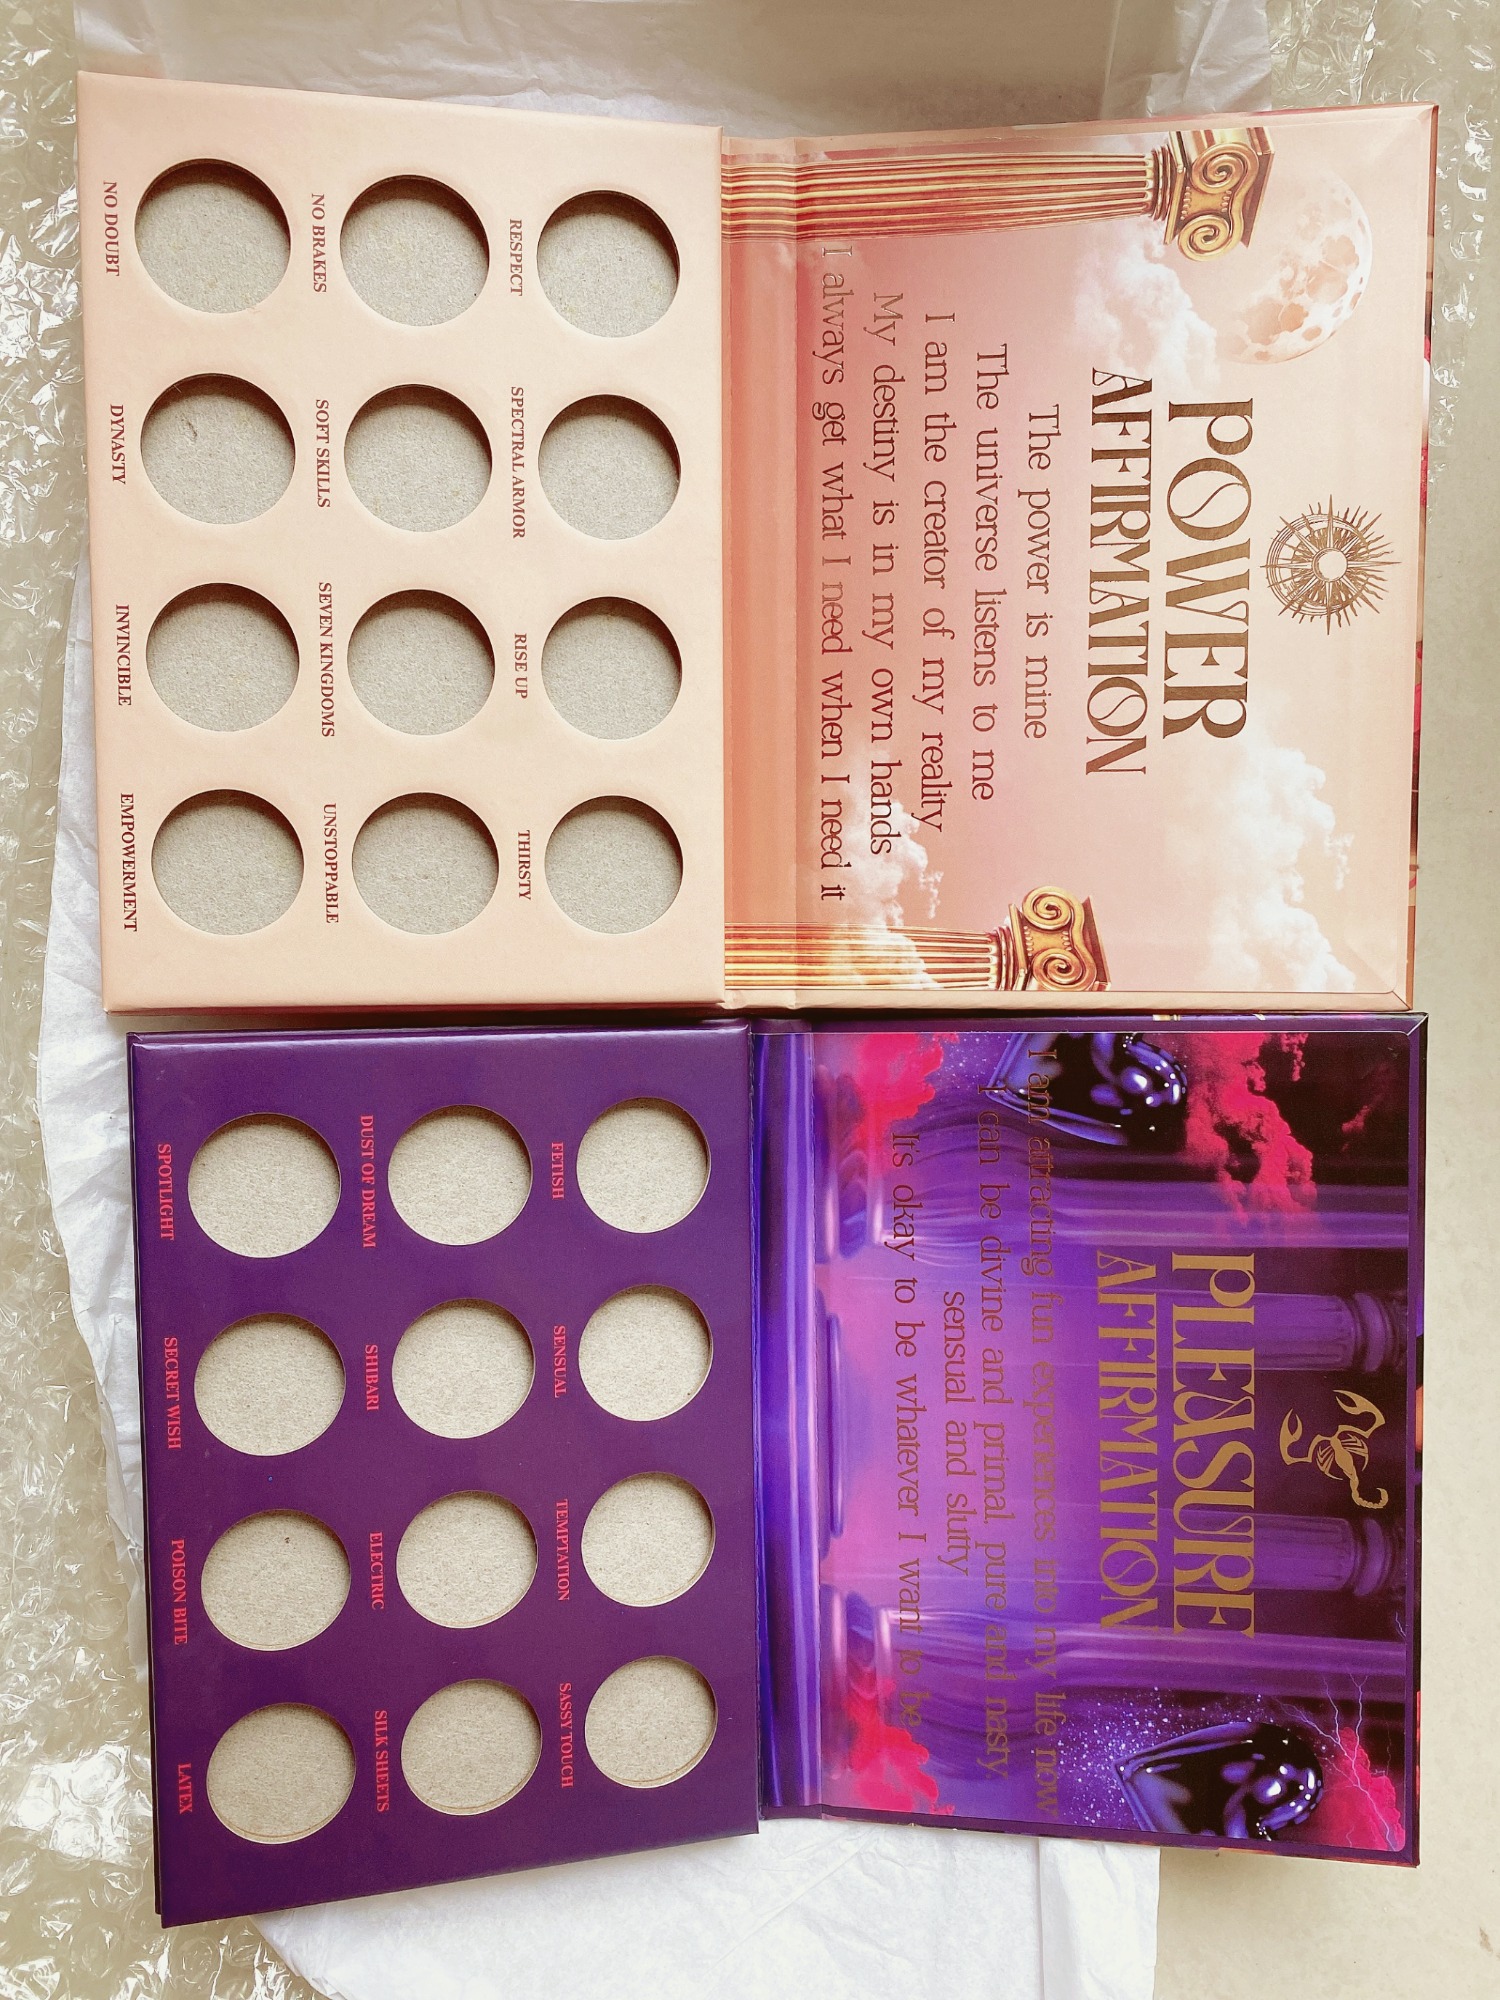 POWER
AFFIRMATION
The power is mine
The universe listens to me
I am the creator of my reality
My destiny is in my own hands
I always get what I need when I need it
RESPECT SPECTRAL ARMOR RISE UP THIRSTY
NO BRAKES SOFT SKILLS SEVEN KINGDOMS UNSTOPPABLE
NO DOUBT DYNASTY INVINCIBLE EMPOWERMENT
PLEASURE
AFFIRMATION
I am attracting fun experiences into my life now
I can be divine and primal, pure and nasty
sensual and slutty
It's okay to be whatever I want to be
FETISH SENSUAL TEMPTATION SASSY TOUCH
DUST OF DREAM SHIBARI ELECTRIC SILK SHEETS
SPOTLIGHT SECRET WISH POISON BITE LATEX